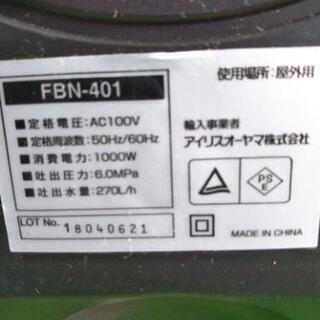 FBN-401
使用場所:屋外用
■定格電圧:AC100V
■定格周波数:50Hz/60Hz
■消費電力:1000W
■吐出圧力:6.0MPa
■吐出水量:270L/h
輸入事業者
アイリスオーヤマ株式会社
PS
E
LOT No. 18040621
MADE IN CHINA